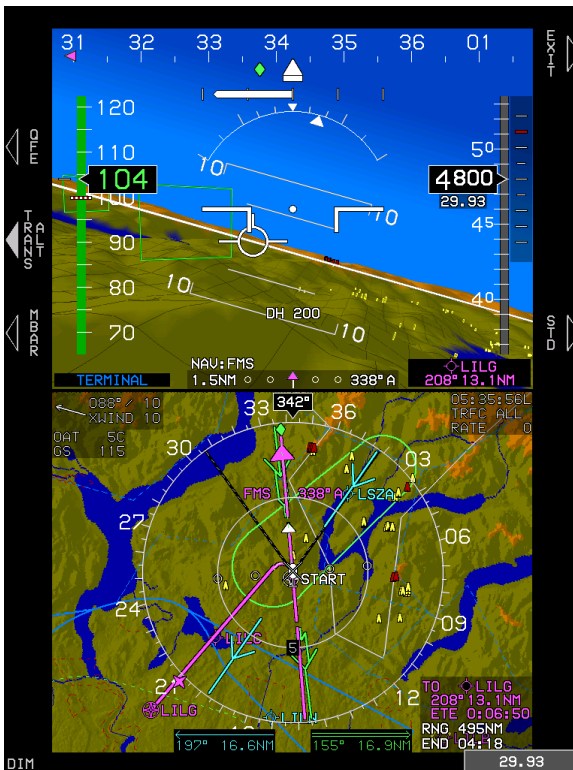 EXIT
31 32 33 34 35 36 01
QFE
120
110
104
100
90
80
70
10
10
10
10
50
4800
29.93
45
40
TRANS ALT
MBAR
STD
DH 200
NAV:FMS
1.5NM
338°A
TERMINAL
LILG
208°13.1NM
088°/ 10
XWIND 10
OAT 5C
GS 115
342°
05:35:56L
TRFC ALL
RATE 0
33
36
30
03
27
06
24
09
21
12
FMS 338°A
LSZA
START
LILG
5
LILG
TO LILG
208°13.1NM
ETE 0:06:50
RNG 495NM
END 04:18
197° 16.6NM
155° 16.9NM
DIM
29.93